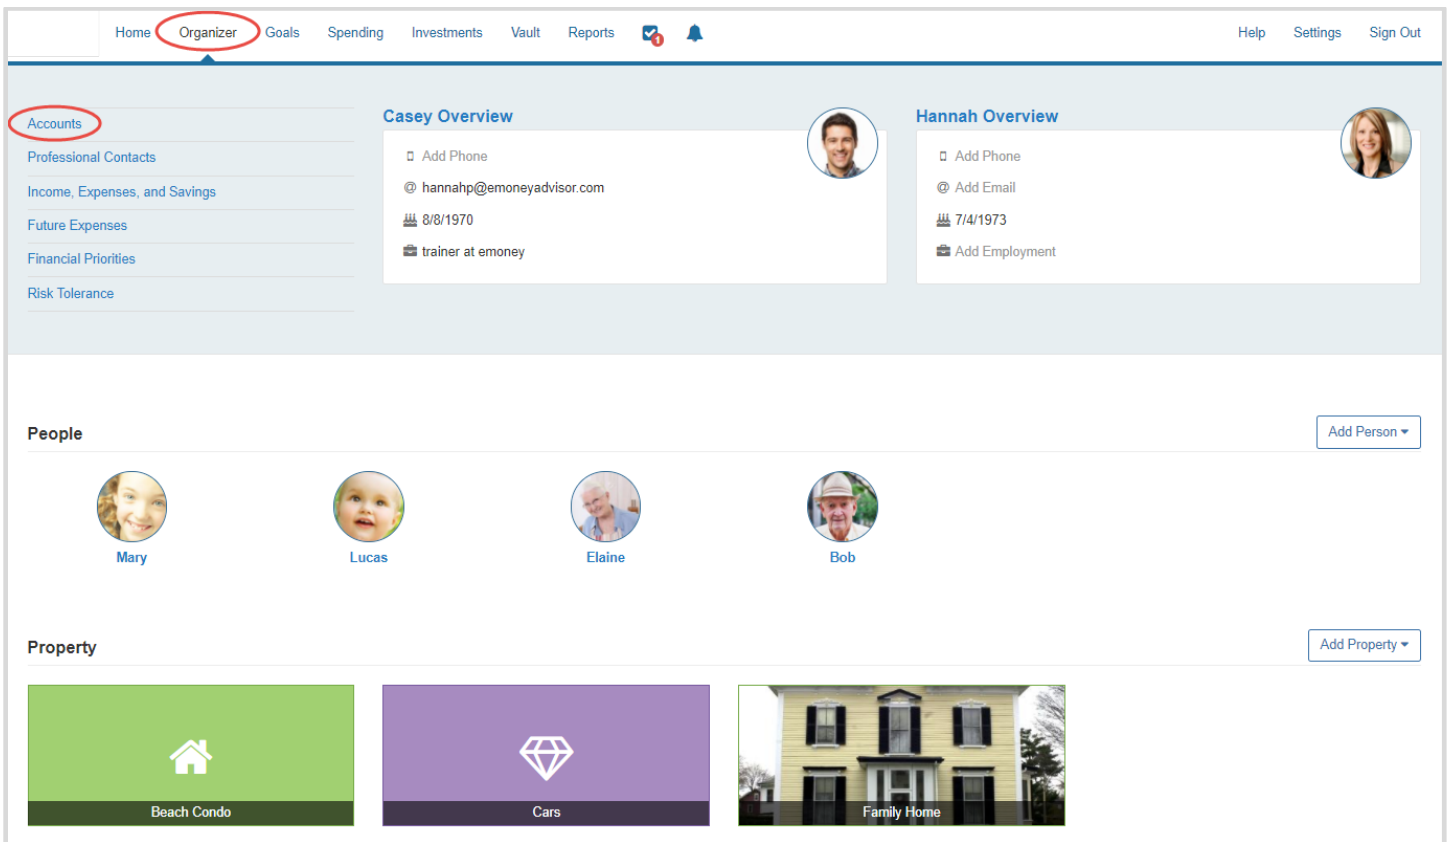 Home Organizer Goals Spending Investments Vault Reports 1 Help Settings Sign Out
Accounts
Professional Contacts
Income, Expenses, and Savings
Future Expenses
Financial Priorities
Risk Tolerance
Casey Overview
Add Phone
@ hannahp@emoneyadvisor.com
8/8/1970
trainer at emoney
Hannah Overview
Add Phone
@ Add Email
7/4/1973
Add Employment
People
Add Person
Mary
Lucas
Elaine
Bob
Property
Add Property
Beach Condo
Cars
Family Home